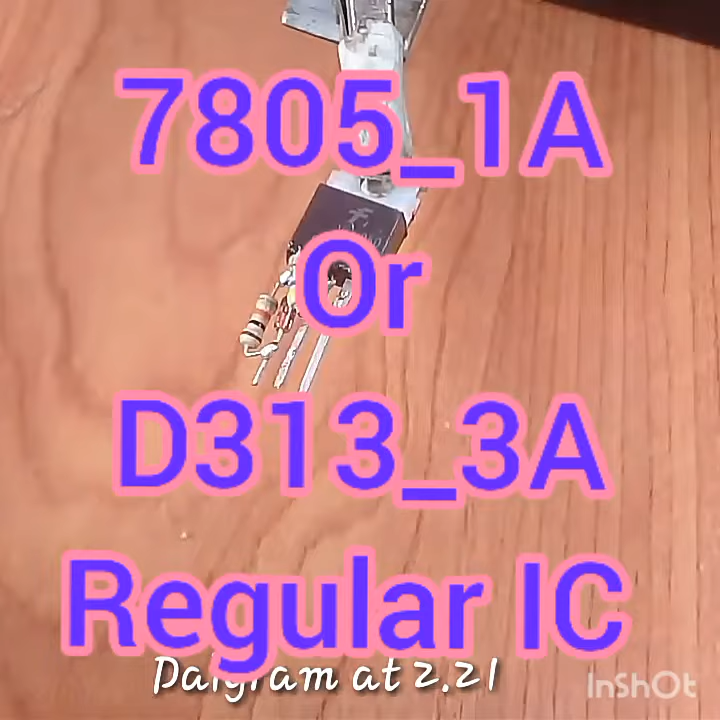 7805_1A
Or
D313_3A
Regular IC
Daigram at 2.21
InShOt